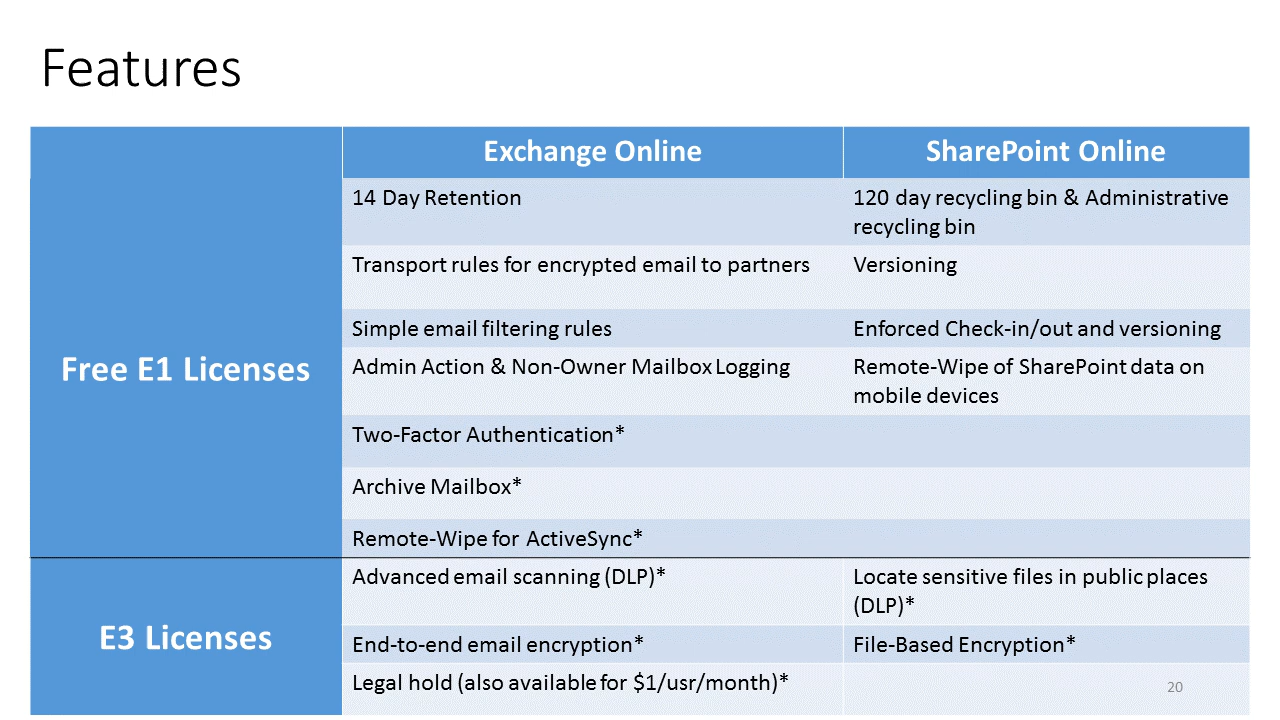 Features
Exchange Online
SharePoint Online
Free E1 Licenses
14 Day Retention
120 day recycling bin & Administrative
recycling bin
Transport rules for encrypted email to partners
Versioning
Simple email filtering rules
Enforced Check-in/out and versioning
Admin Action & Non-Owner Mailbox Logging
Remote-Wipe of SharePoint data on
mobile devices
Two-Factor Authentication*
Archive Mailbox*
Remote-Wipe for ActiveSync*
E3 Licenses
Advanced email scanning (DLP)*
Locate sensitive files in public places
(DLP)*
End-to-end email encryption*
File-Based Encryption*
Legal hold (also available for $1/usr/month)*
20